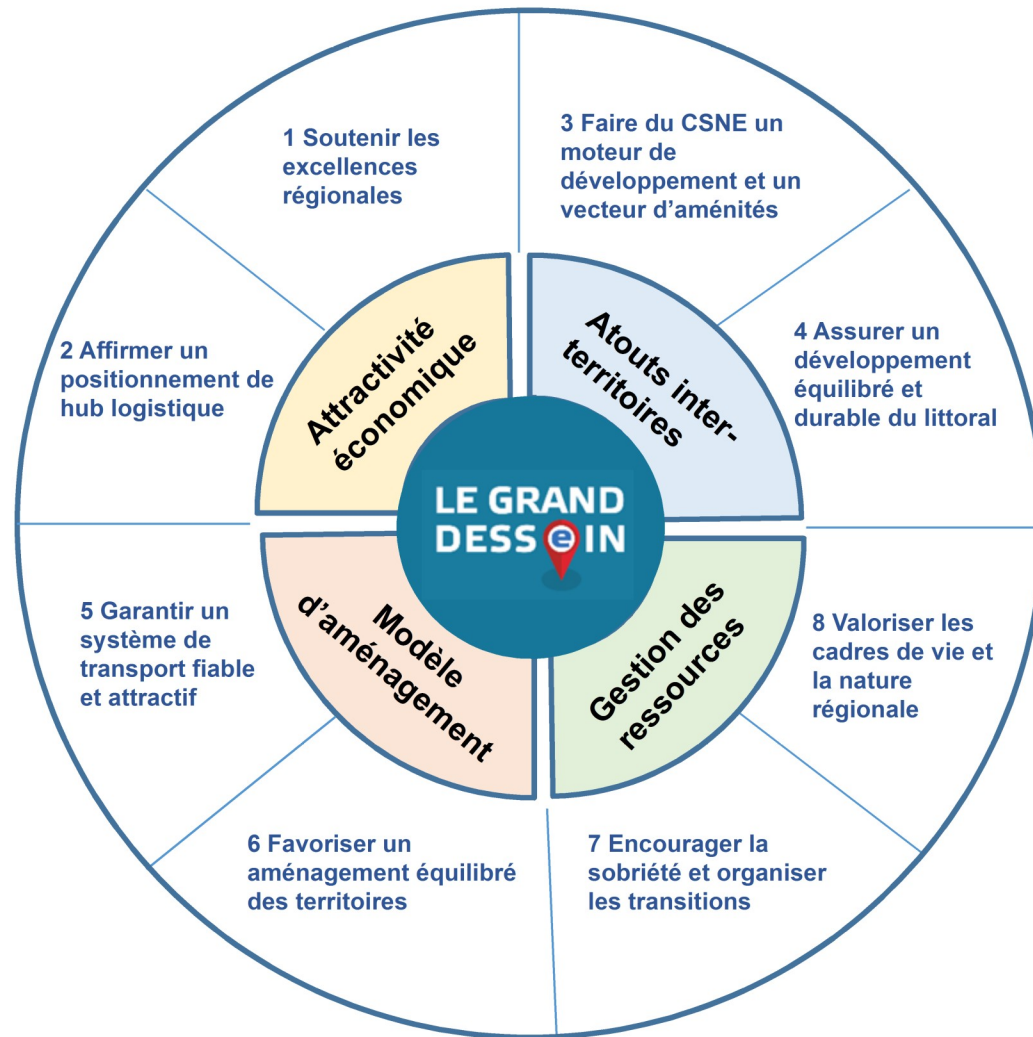 1 Soutenir les
excellences
régionales
2 Affirmer un
positionnement de
hub logistique
Attractivité
économique
3 Faire du CSNE un
moteur de
développement et un
vecteur d’aménités
4 Assurer un
développement
équilibré et
durable du littoral
Atouts inter-
territoires
LE GRAND
DESSeIN
5 Garantir un
système de
transport fiable
et attractif
6 Favoriser un
aménagement équilibré
des territoires
Modèle
d’aménagement
7 Encourager la
sobriété et organiser
les transitions
8 Valoriser les
cadres de vie et
la nature
régionale
Gestion des
ressources